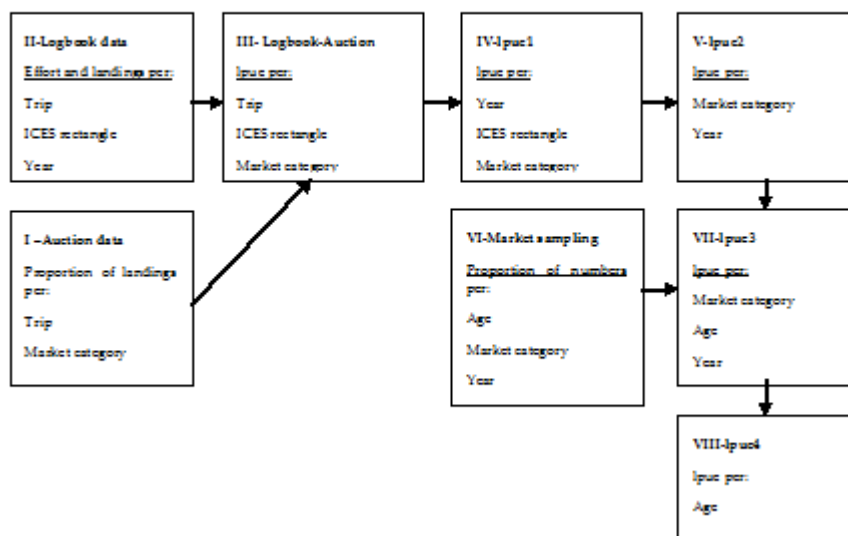 II-Logbook data
Effort and landings per:
Trip
ICES rectangle
Year
III- Logbook-Auction
lpue per:
Trip
ICES rectangle
Market category
IV-lpue1
lpue per:
Year
ICES rectangle
Market category
V-lpue2
lpue per:
Market category
Year
I –Auction data
Proportion of landings
per:
Trip
Market category
VI-Market sampling
Proportion of numbers
per:
Age
Market category
Year
VII-lpue3
lpue per:
Market category
Age
Year
VIII-lpue4
lpue per:
Age